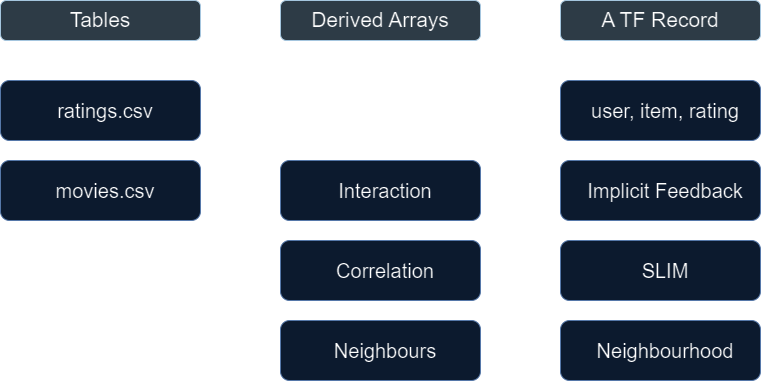 Tables
Derived Arrays
A TF Record
ratings.csv
user, item, rating
movies.csv
Interaction
Implicit Feedback
Correlation
SLIM
Neighbours
Neighbourhood